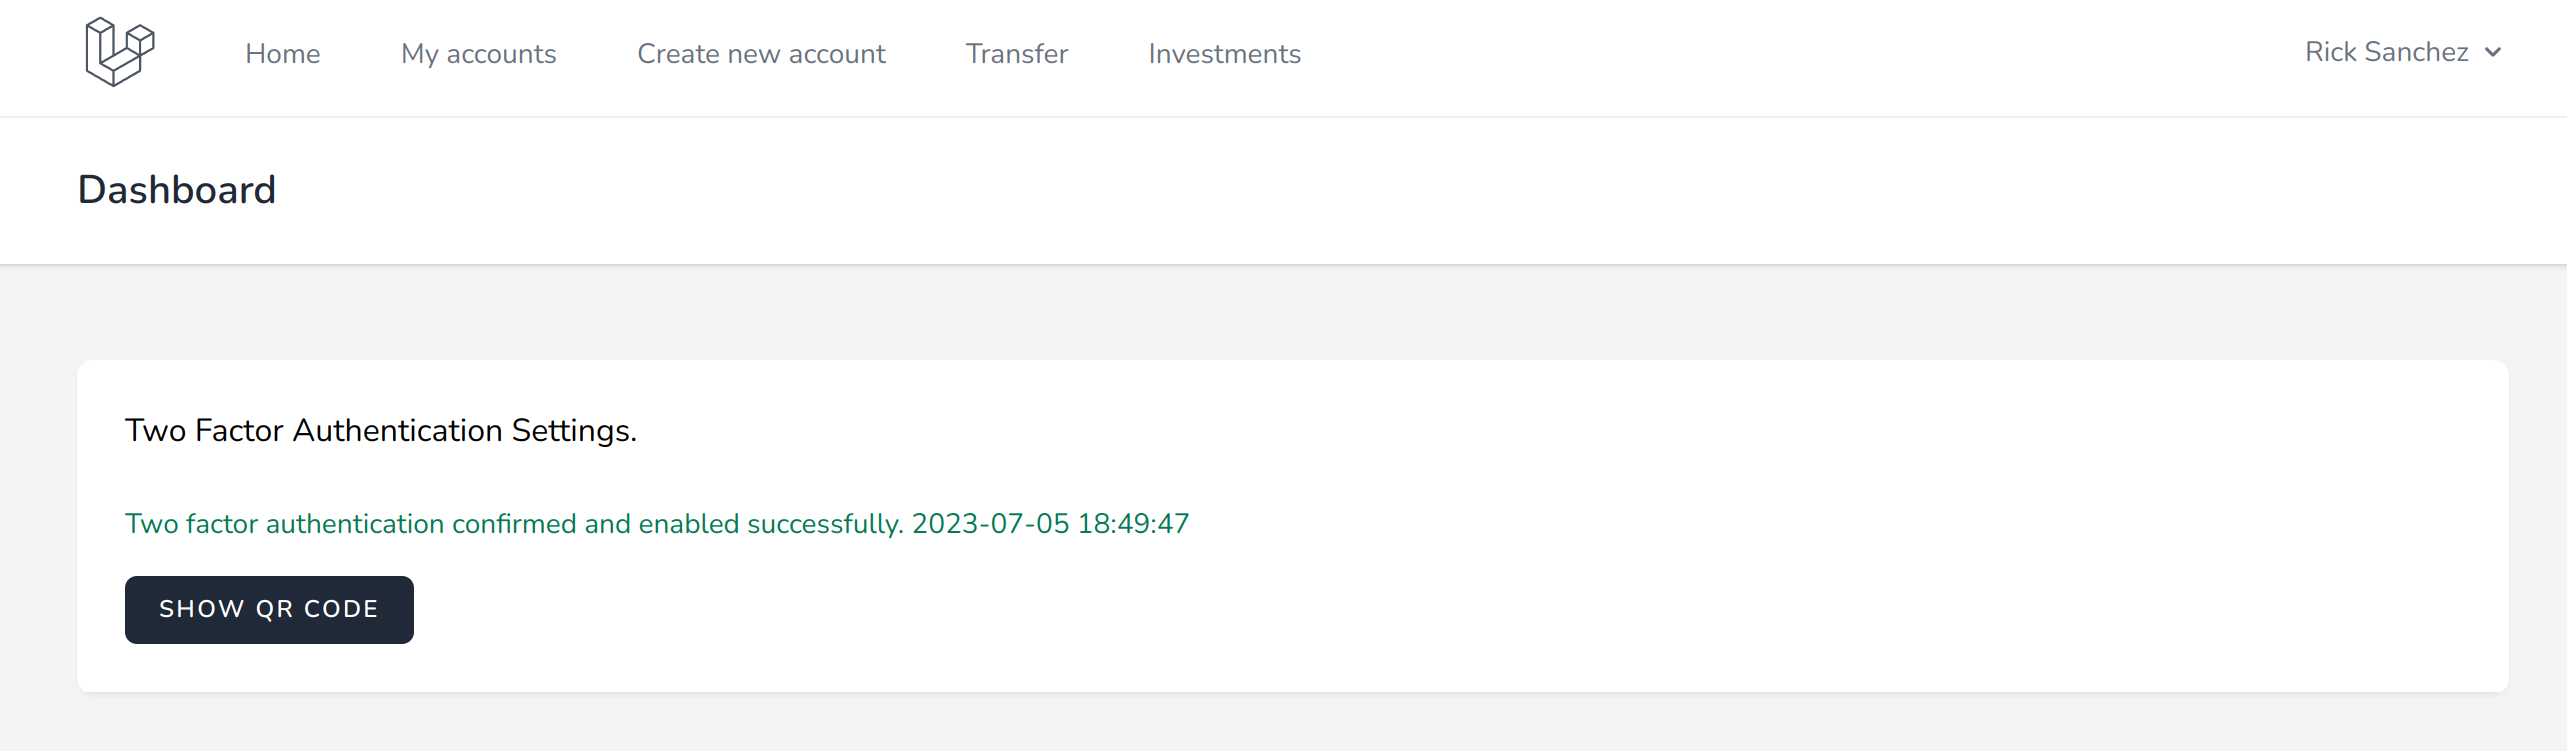 Home My accounts Create new account Transfer Investments Rick Sanchez
Dashboard
Two Factor Authentication Settings.
Two factor authentication confirmed and enabled successfully. 2023-07-05 18:49:47
SHOW QR CODE